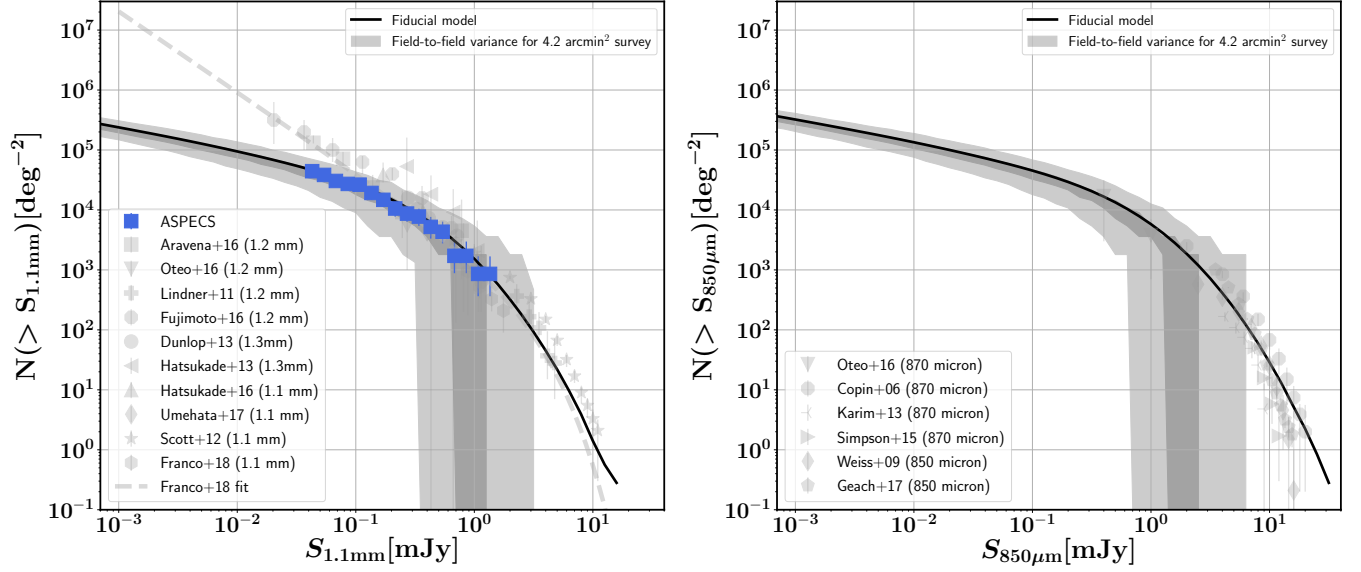 Fiducial model
Field-to-field variance for 4.2 arcmin²survey
ASPECS
Aravena+16 (1.2 mm)
Oteo+16 (1.2 mm)
Lindner+11 (1.2 mm)
Fujimoto+16 (1.2 mm)
Dunlop+13 (1.3mm)
Hatsukade+13 (1.3mm)
Hatsukade+16 (1.1 mm)
Umehata+17 (1.1 mm)
Scott+12 (1.1 mm)
Franco+18 (1.1 mm)
Franco+18 fit
N(> S₁.₁ₘₘ)[deg⁻²]
10⁷
10⁶
10⁵
10⁴
10³
10²
10¹
10⁰
10⁻¹
10⁻³ 10⁻² 10⁻¹ 10⁰ 10¹
S₁.₁ₘₘ[mJy]
Fiducial model
Field-to-field variance for 4.2 arcmin² survey
Oteo+16 (870 micron)
Copin+06 (870 micron)
Karim+13 (870 micron)
Simpson+15 (870 micron)
Weiss+09 (850 micron)
Geach+17 (850 micron)
N(> S₈₅₀μₘ)[deg⁻²]
10⁷
10⁶
10⁵
10⁴
10³
10²
10¹
10⁰
10⁻¹
10⁻³ 10⁻² 10⁻¹ 10⁰ 10¹
S₈₅₀μₘ[mJy]